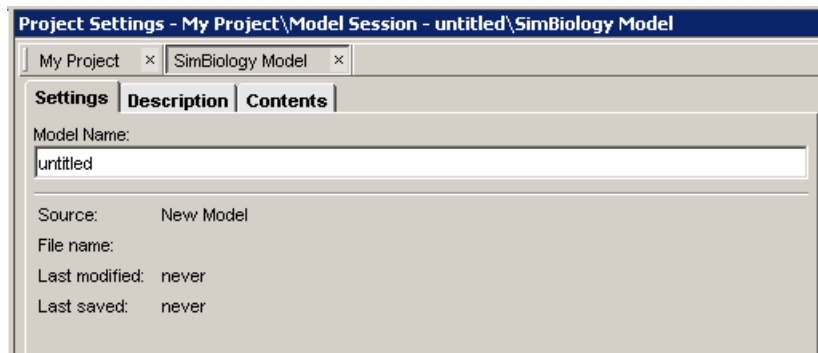 Project Settings - My Project\Model Session - untitled\SimBiology Model
My Project × SimBiology Model ×
Settings Description Contents
Model Name:
untitled
Source: New Model
File name:
Last modified: never
Last saved: never